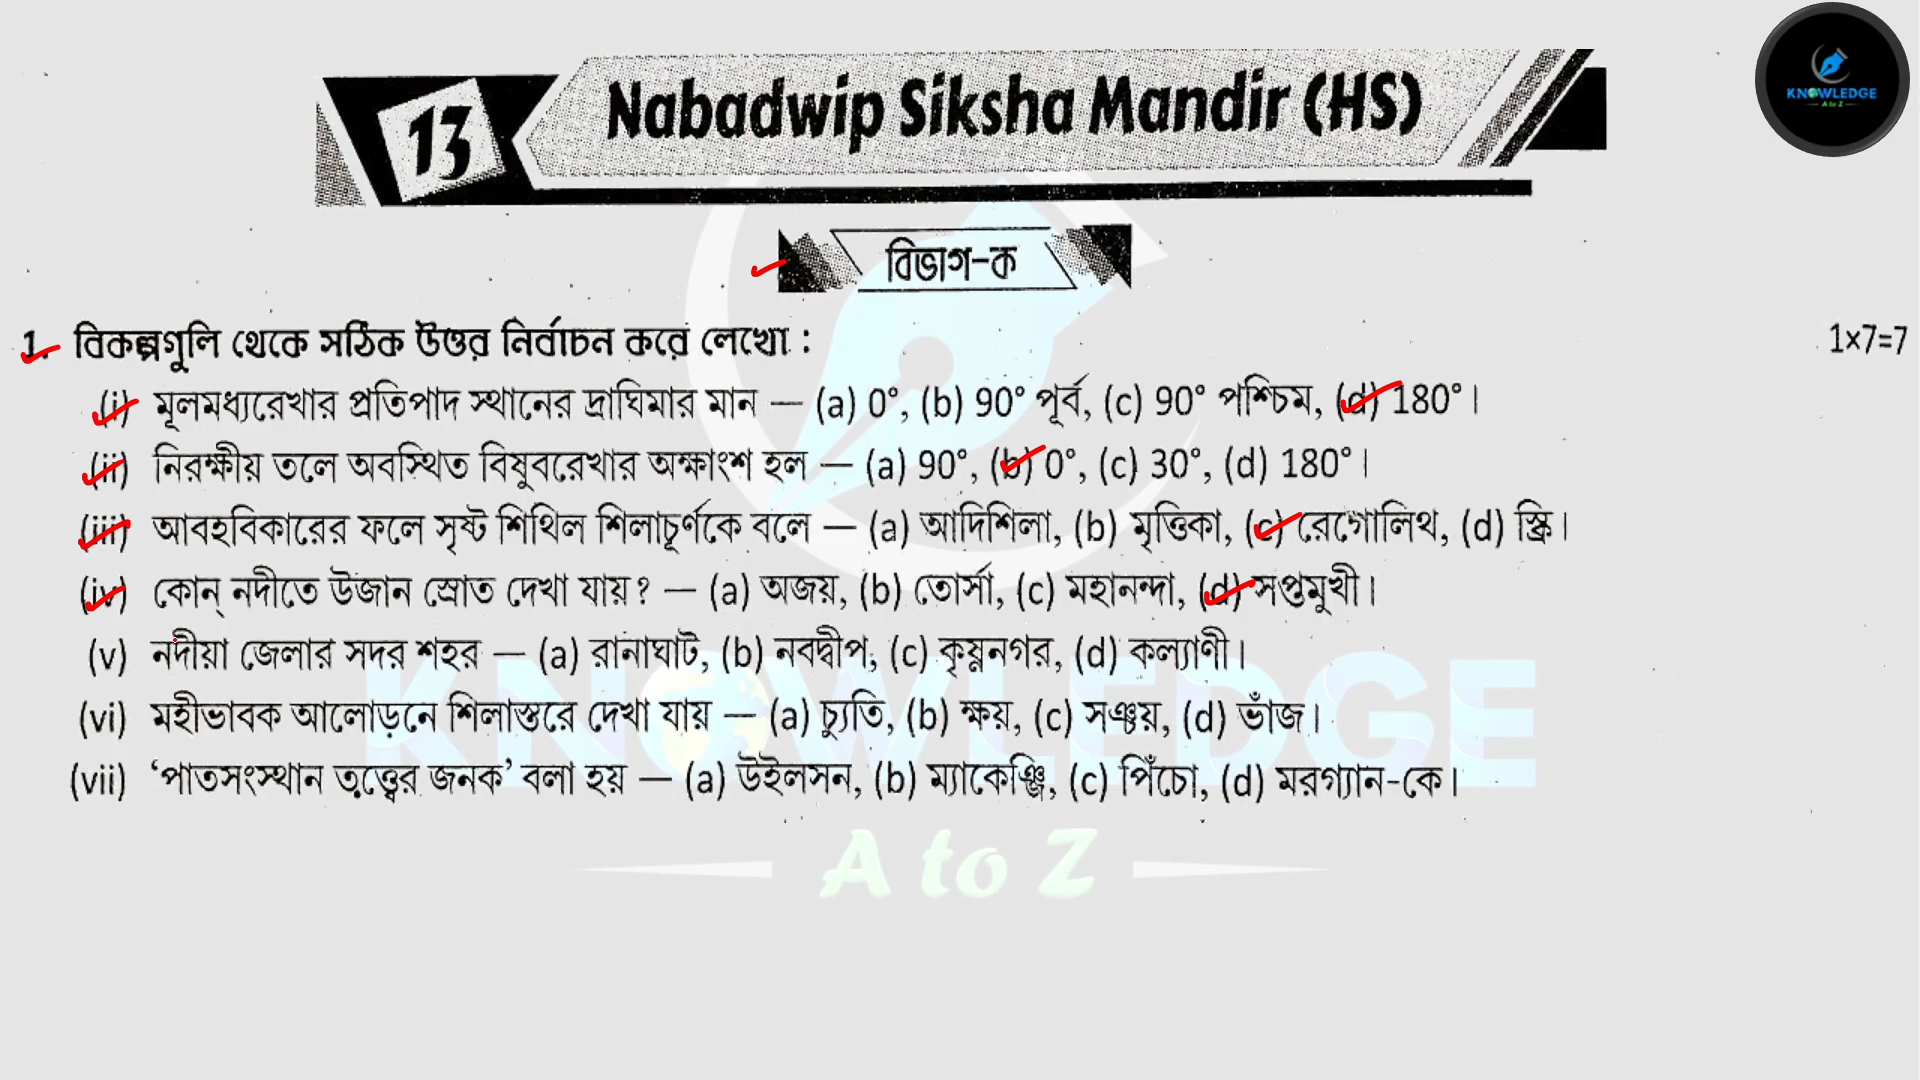 KNOWLEDGE
A to Z
13 Nabadwip Siksha Mandir (HS)
বিভাগ-ক
1. বিকল্পগুলি থেকে সঠিক উত্তর নির্বাচন করে লেখো : 1×7=7
(i) মূলমধ্যরেখার প্রতিপাদ স্থানের দ্রাঘিমার মান — (a) 0°, (b) 90° পূর্ব, (c) 90° পশ্চিম, (d) 180°।
(ii) নিরক্ষীয় তলে অবস্থিত বিষুবরেখার অক্ষাংশ হল — (a) 90°, (b) 0°, (c) 30°, (d) 180°।
(iii) আবহবিকারের ফলে সৃষ্ট শিথিল শিলাচূর্ণকে বলে — (a) আদিশিলা, (b) মৃত্তিকা, (c) রেগোলিথ, (d) স্ক্রি।
(iv) কোন্ নদীতে উজান স্রোত দেখা যায়? — (a) অজয়, (b) তোর্সা, (c) মহানন্দা, (d) সপ্তমুখী।
(v) নদীয়া জেলার সদর শহর — (a) রানাঘাট, (b) নবদ্বীপ, (c) কৃষ্ণনগর, (d) কল্যাণী।
(vi) মহীভাবক আলোড়নে শিলাস্তরে দেখা যায় — (a) চ্যুতি, (b) ক্ষয়, (c) সঞ্চয়, (d) ভাঁজ।
(vii) ‘পাতসংস্থান তত্ত্বের জনক’ বলা হয় — (a) উইলসন, (b) ম্যাকেঞ্জি, (c) পিঁচো, (d) মরগ্যান-কে।
KNOWLEDGE
A to Z